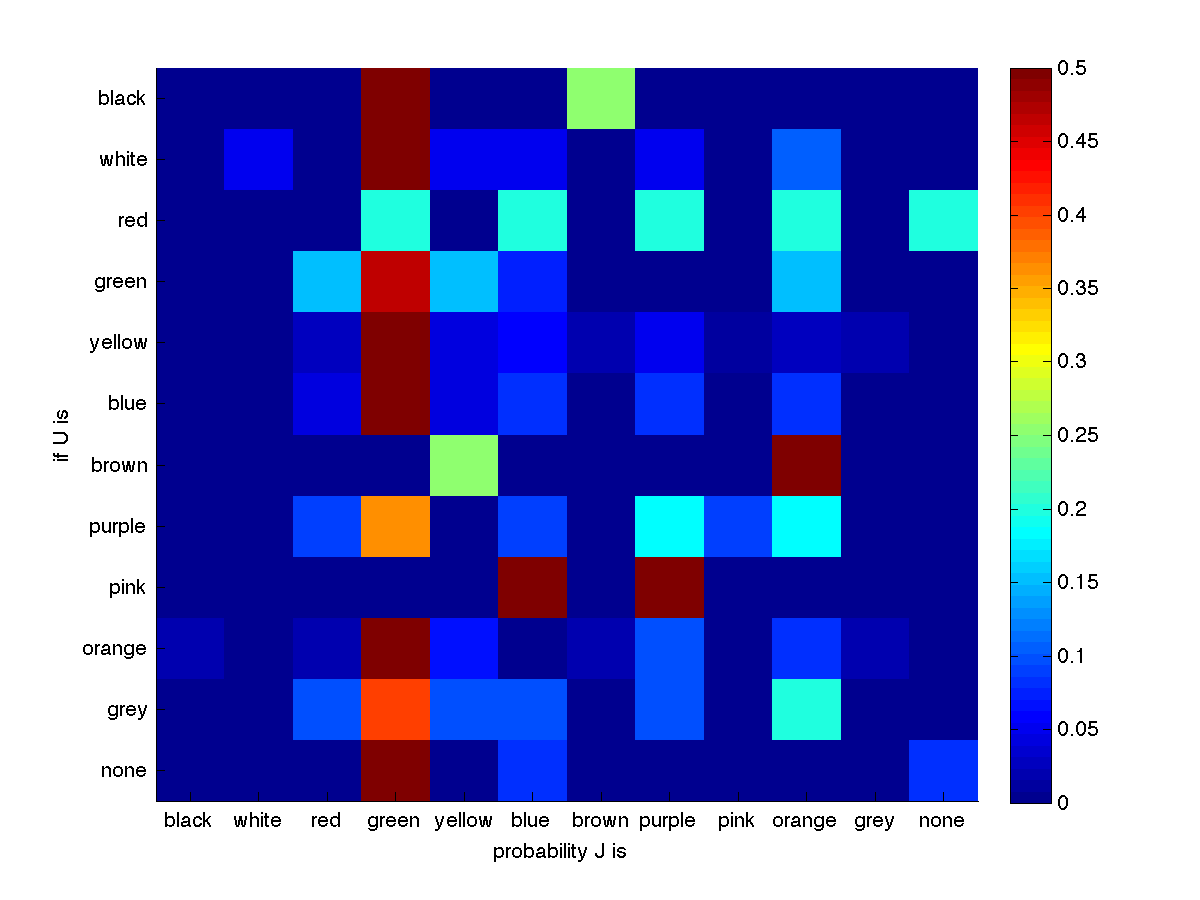 black
white
red
green
yellow
blue
brown
purple
pink
orange
grey
none
if U is
black white red green yellow blue brown purple pink orange grey none
probability J is
0.5
0.45
0.4
0.35
0.3
0.25
0.2
0.15
0.1
0.05
0